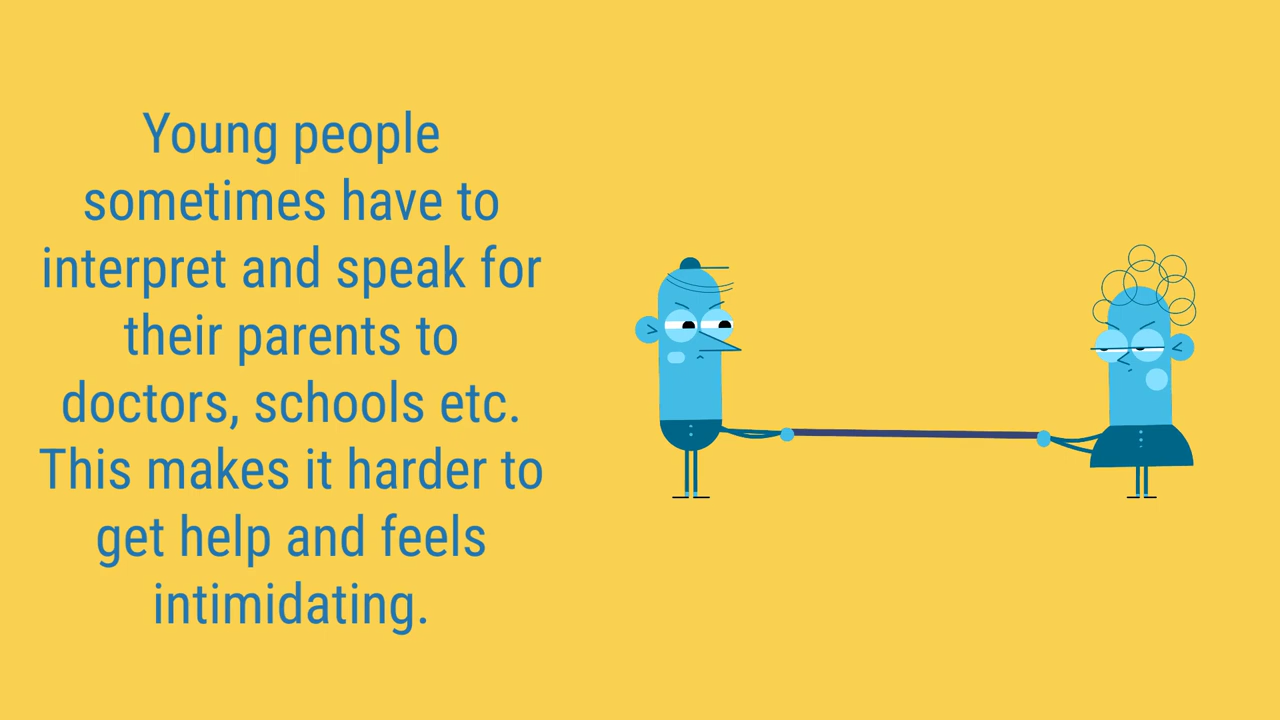 Young people
sometimes have to
interpret and speak for
their parents to
doctors, schools etc.
This makes it harder to
get help and feels
intimidating.